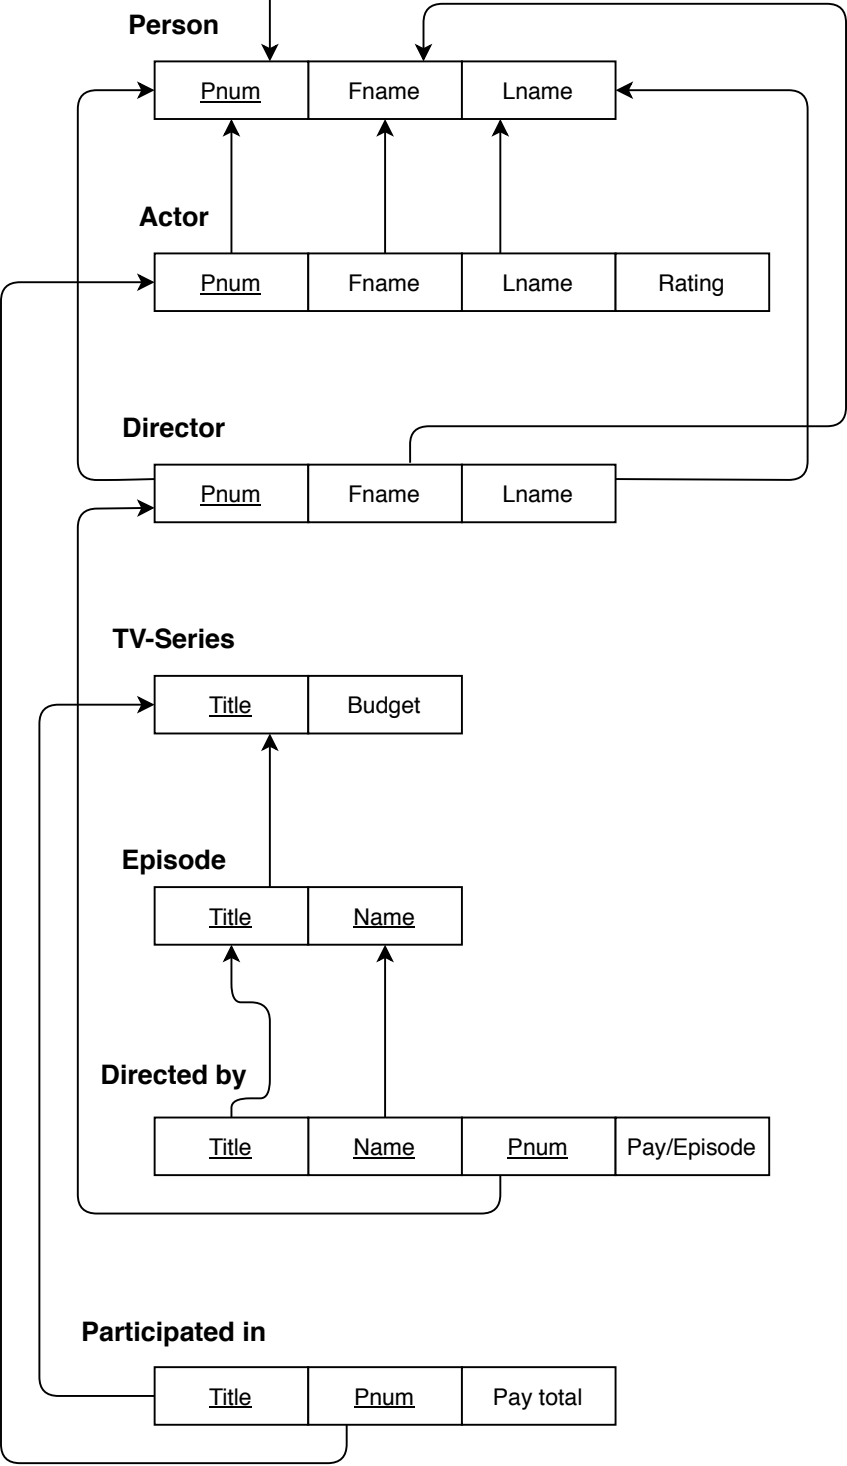 Person
Pnum Fname Lname
Actor
Pnum Fname Lname Rating
Director
Pnum Fname Lname
TV-Series
Title Budget
Episode
Title Name
Directed by
Title Name Pnum Pay/Episode
Participated in
Title Pnum Pay total